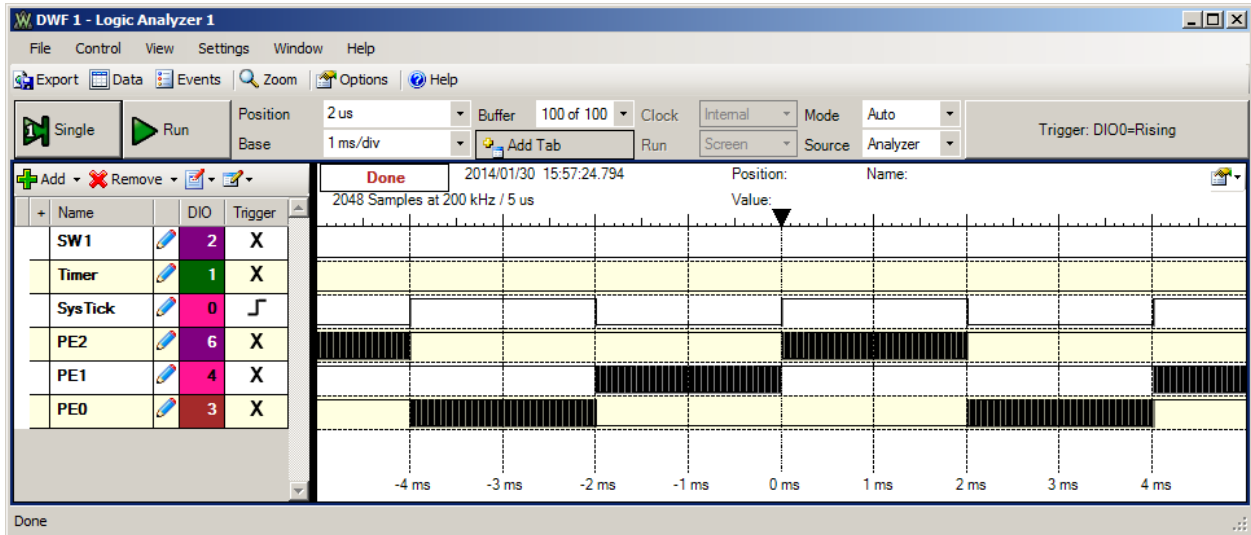 DWF 1 - Logic Analyzer 1
File Control View Settings Window Help
Export Data Events Zoom Options Help
Single Run Position 2 us Buffer 100 of 100 Clock Internal Mode Auto Trigger: DIO0=Rising
Base 1 ms/div Add Tab Run Screen Source Analyzer
Add Remove Done 2014/01/30 15:57:24.794 Position: Name:
2048 Samples at 200 kHz / 5 us Value:
+ Name DIO Trigger
SW1 2 X
Timer 1 X
SysTick 0
PE2 6 X
PE1 4 X
PE0 3 X
-4 ms -3 ms -2 ms -1 ms 0 ms 1 ms 2 ms 3 ms 4 ms
Done